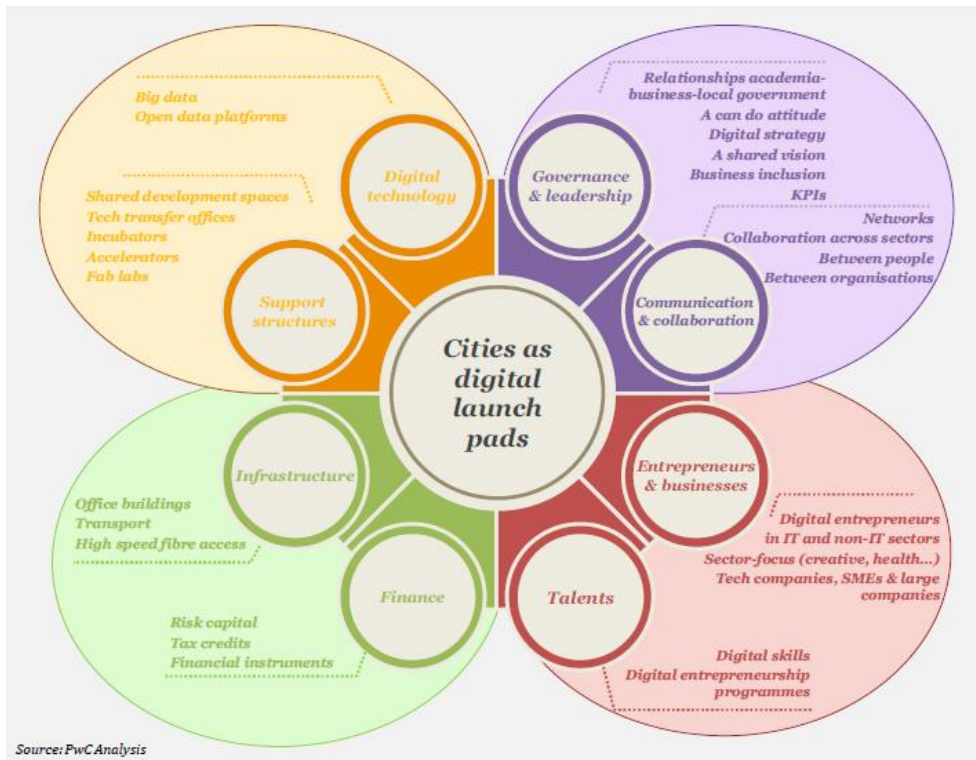 Big data
Open data platforms
Digital
technology
Shared development spaces
Tech transfer offices
Incubators
Accelerators
Fab labs
Support
structures
Relationships academia-
business-local government
A can do attitude
Digital strategy
A shared vision
Business inclusion
KPIs
Governance
& leadership
Networks
Collaboration across sectors
Between people
Between organisations
Communication
& collaboration
Cities as
digital
launch
pads
Infrastructure
Office buildings
Transport
High speed fibre access
Finance
Risk capital
Tax credits
Financial instruments
Entrepreneurs
& businesses
Digital entrepreneurs
in IT and non-IT sectors
Sector-focus (creative, health...)
Tech companies, SMEs & large
companies
Talents
Digital skills
Digital entrepreneurship
programmes
Source: PwC Analysis